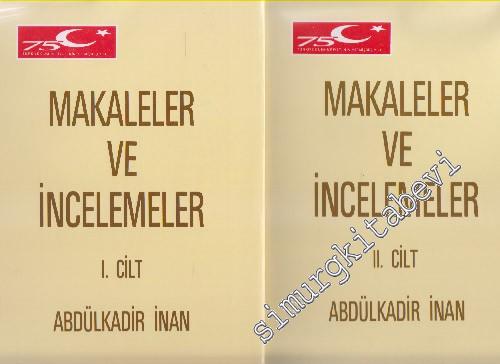 75
MAKALELER
VE
İNCELEMELER
I. CİLT
ABDÜLKADİR İNAN
75
MAKALELER
VE
İNCELEMELER
II. CİLT
ABDÜLKADİR İNAN
simurgkitabevi